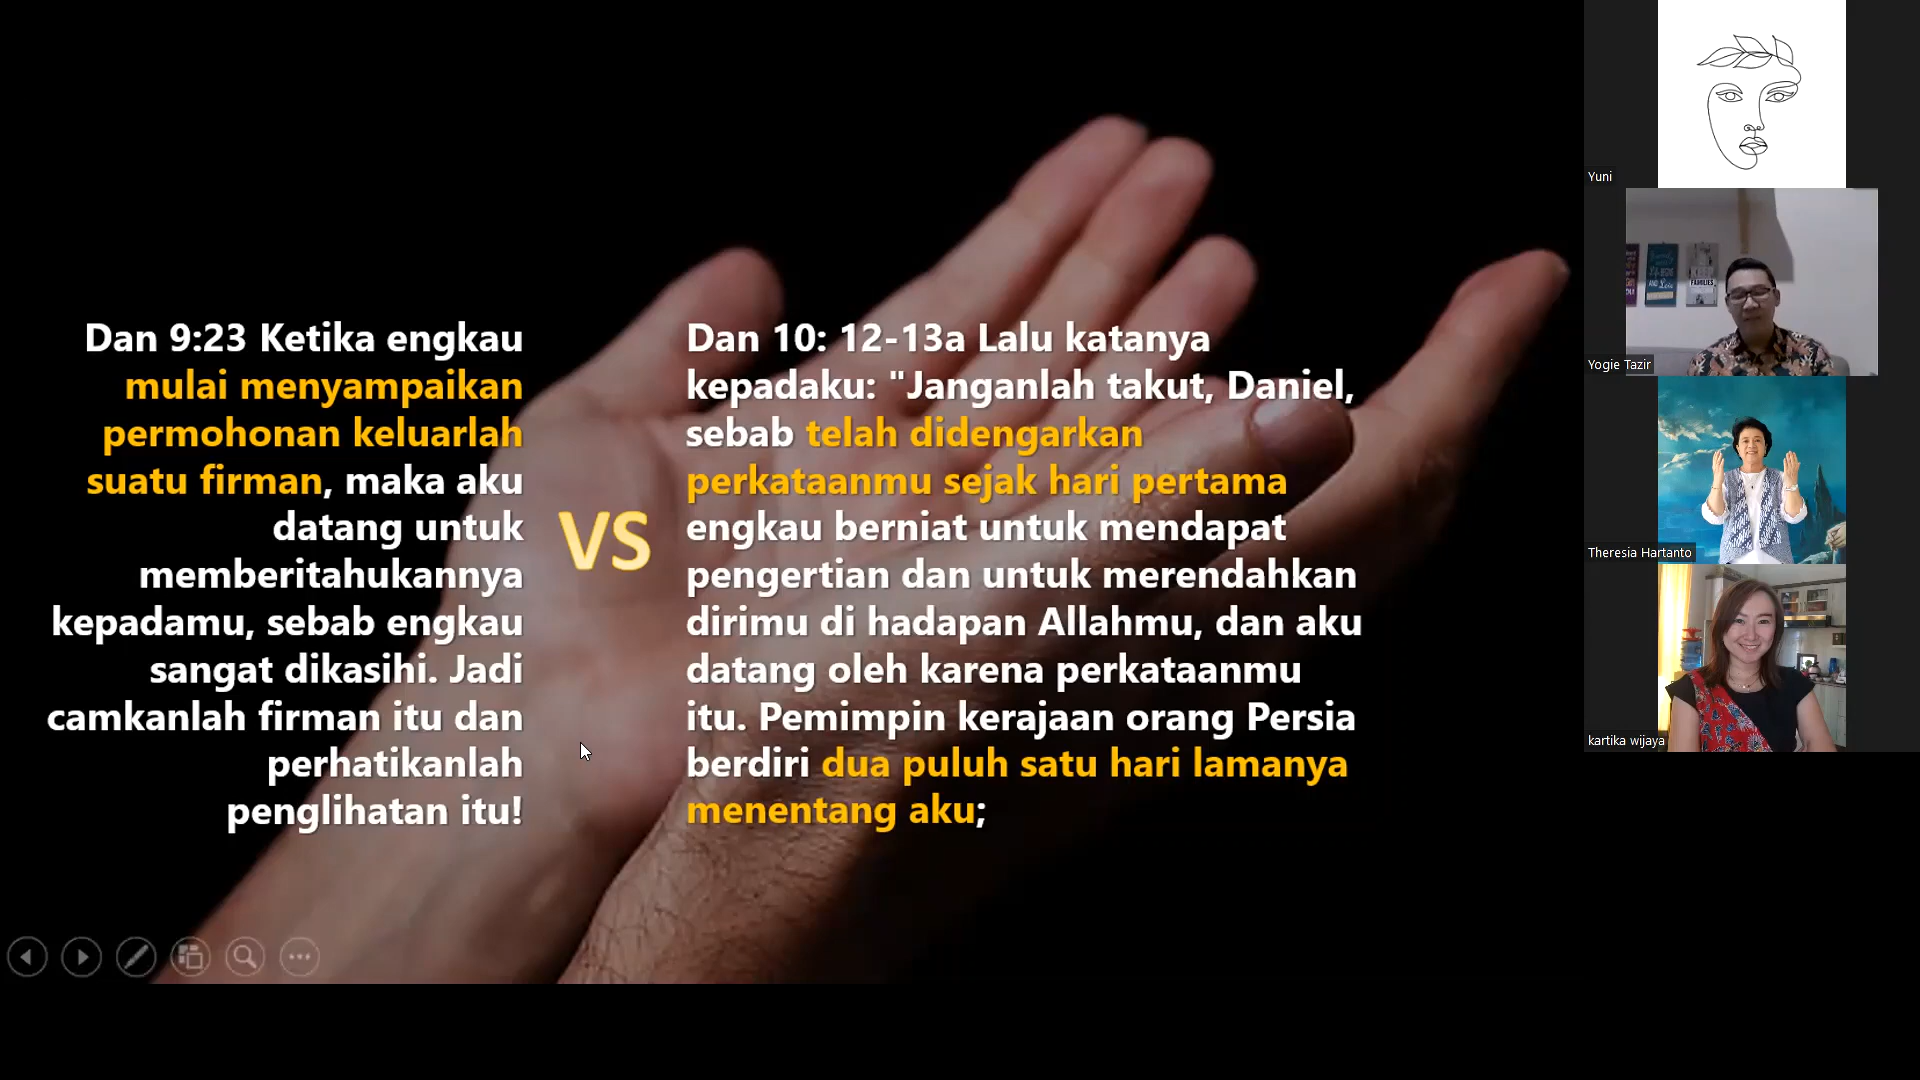 Dan 9:23 Ketika engkau
mulai menyampaikan
permohonan keluarlah
suatu firman, maka aku
datang untuk
memberitahukannya
kepadamu, sebab engkau
sangat dikasihi. Jadi
camkanlah firman itu dan
perhatikanlah
penglihatan itu!
VS
Dan 10: 12-13a Lalu katanya
kepadaku: "Janganlah takut, Daniel,
sebab telah didengarkan
perkataanmu sejak hari pertama
engkau berniat untuk mendapat
pengertian dan untuk merendahkan
dirimu di hadapan Allahmu, dan aku
datang oleh karena perkataanmu
itu. Pemimpin kerajaan orang Persia
berdiri dua puluh satu hari lamanya
menentang aku;
Yuni
FAMILIES
Yogie Tazir
Theresia Hartanto
kartika wijaya